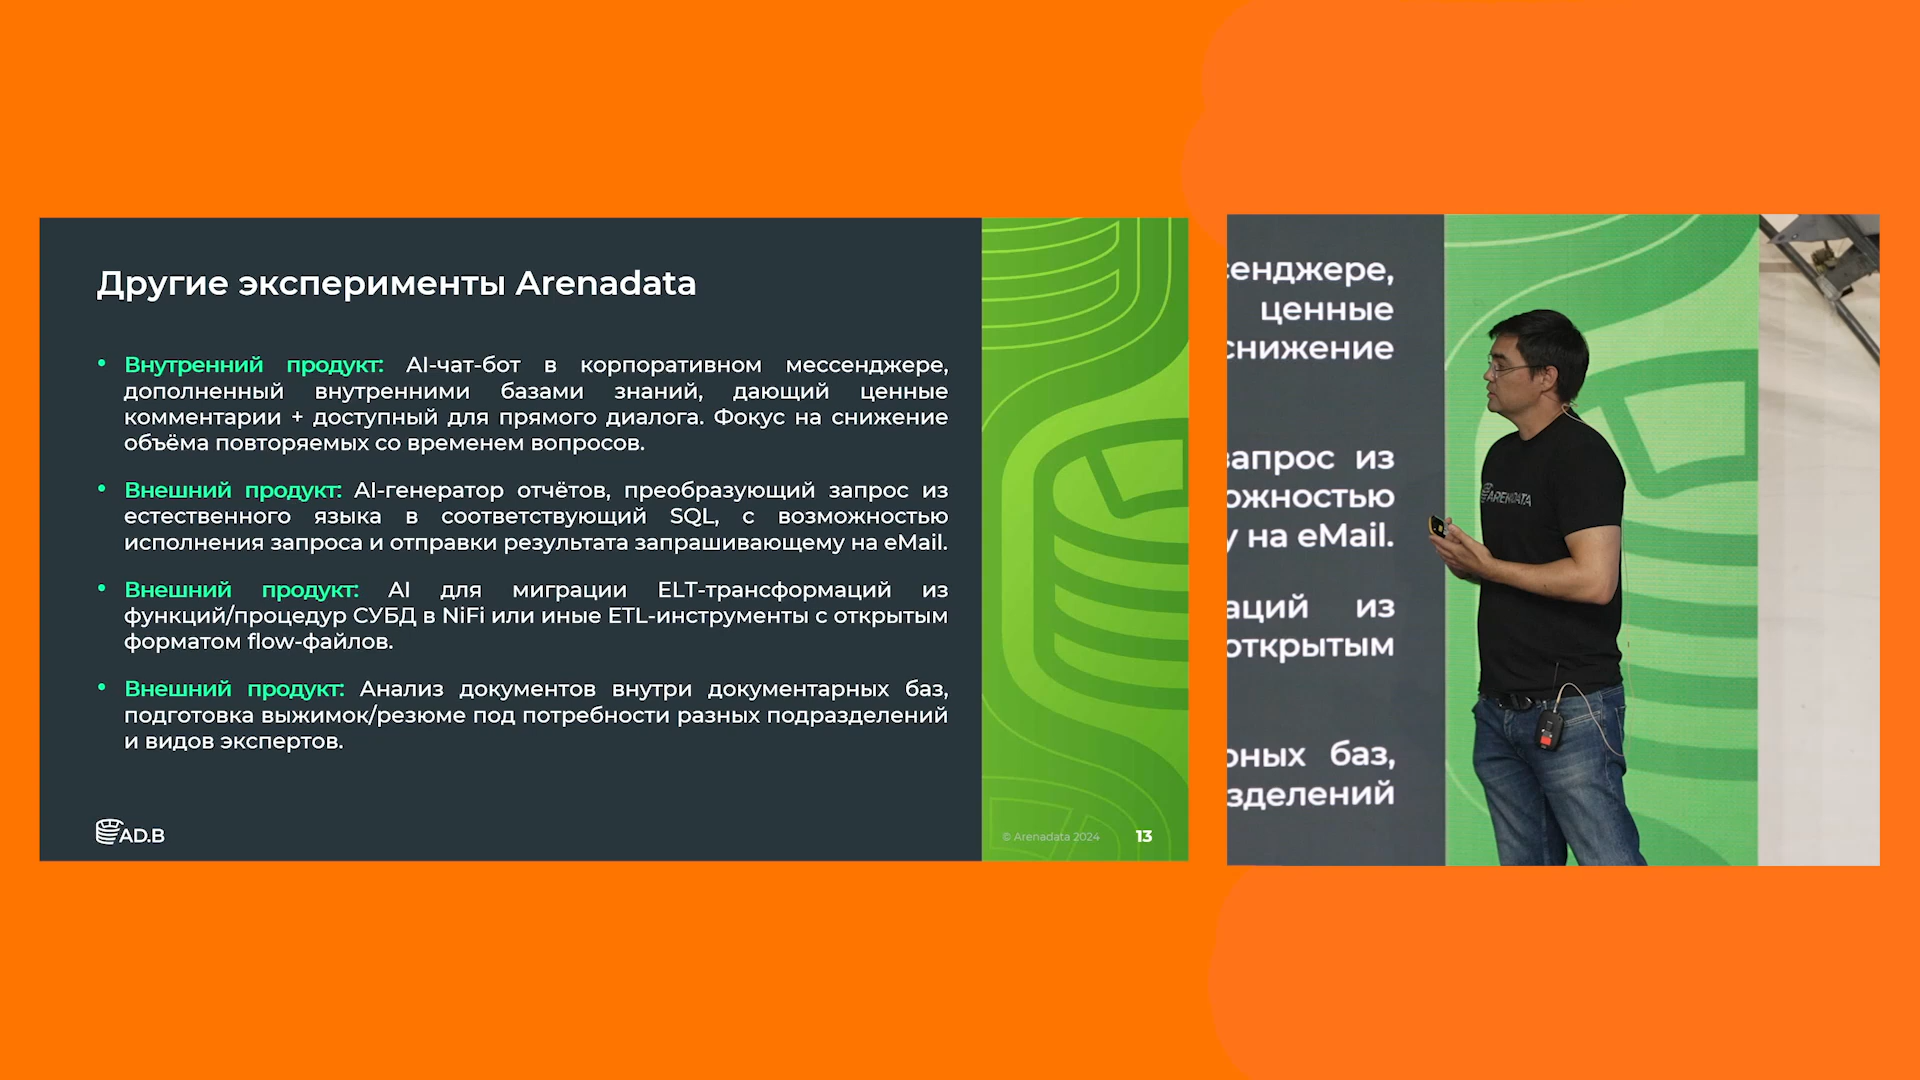 Другие эксперименты Arenadata
• Внутренний продукт: AI-чат-бот в корпоративном мессенджере,
дополненный внутренними базами знаний, дающий ценные
комментарии + доступный для прямого диалога. Фокус на снижение
объёма повторяемых со временем вопросов.
• Внешний продукт: AI-генератор отчётов, преобразующий запрос из
естественного языка в соответствующий SQL, с возможностью
исполнения запроса и отправки результата запрашивающему на eMail.
• Внешний продукт: AI для миграции ELT-трансформаций из
функций/процедур СУБД в NiFi или иные ETL-инструменты с открытым
форматом flow-файлов.
• Внешний продукт: Анализ документов внутри документарных баз,
подготовка выжимок/резюме под потребности разных подразделений
и видов экспертов.
AD.B
© Arenadata 2024
13
сенджере,
ценные
снижение
запрос из
ожностью
у на eMail.
аций из
открытым
рных баз,
зделений
ARENADATA